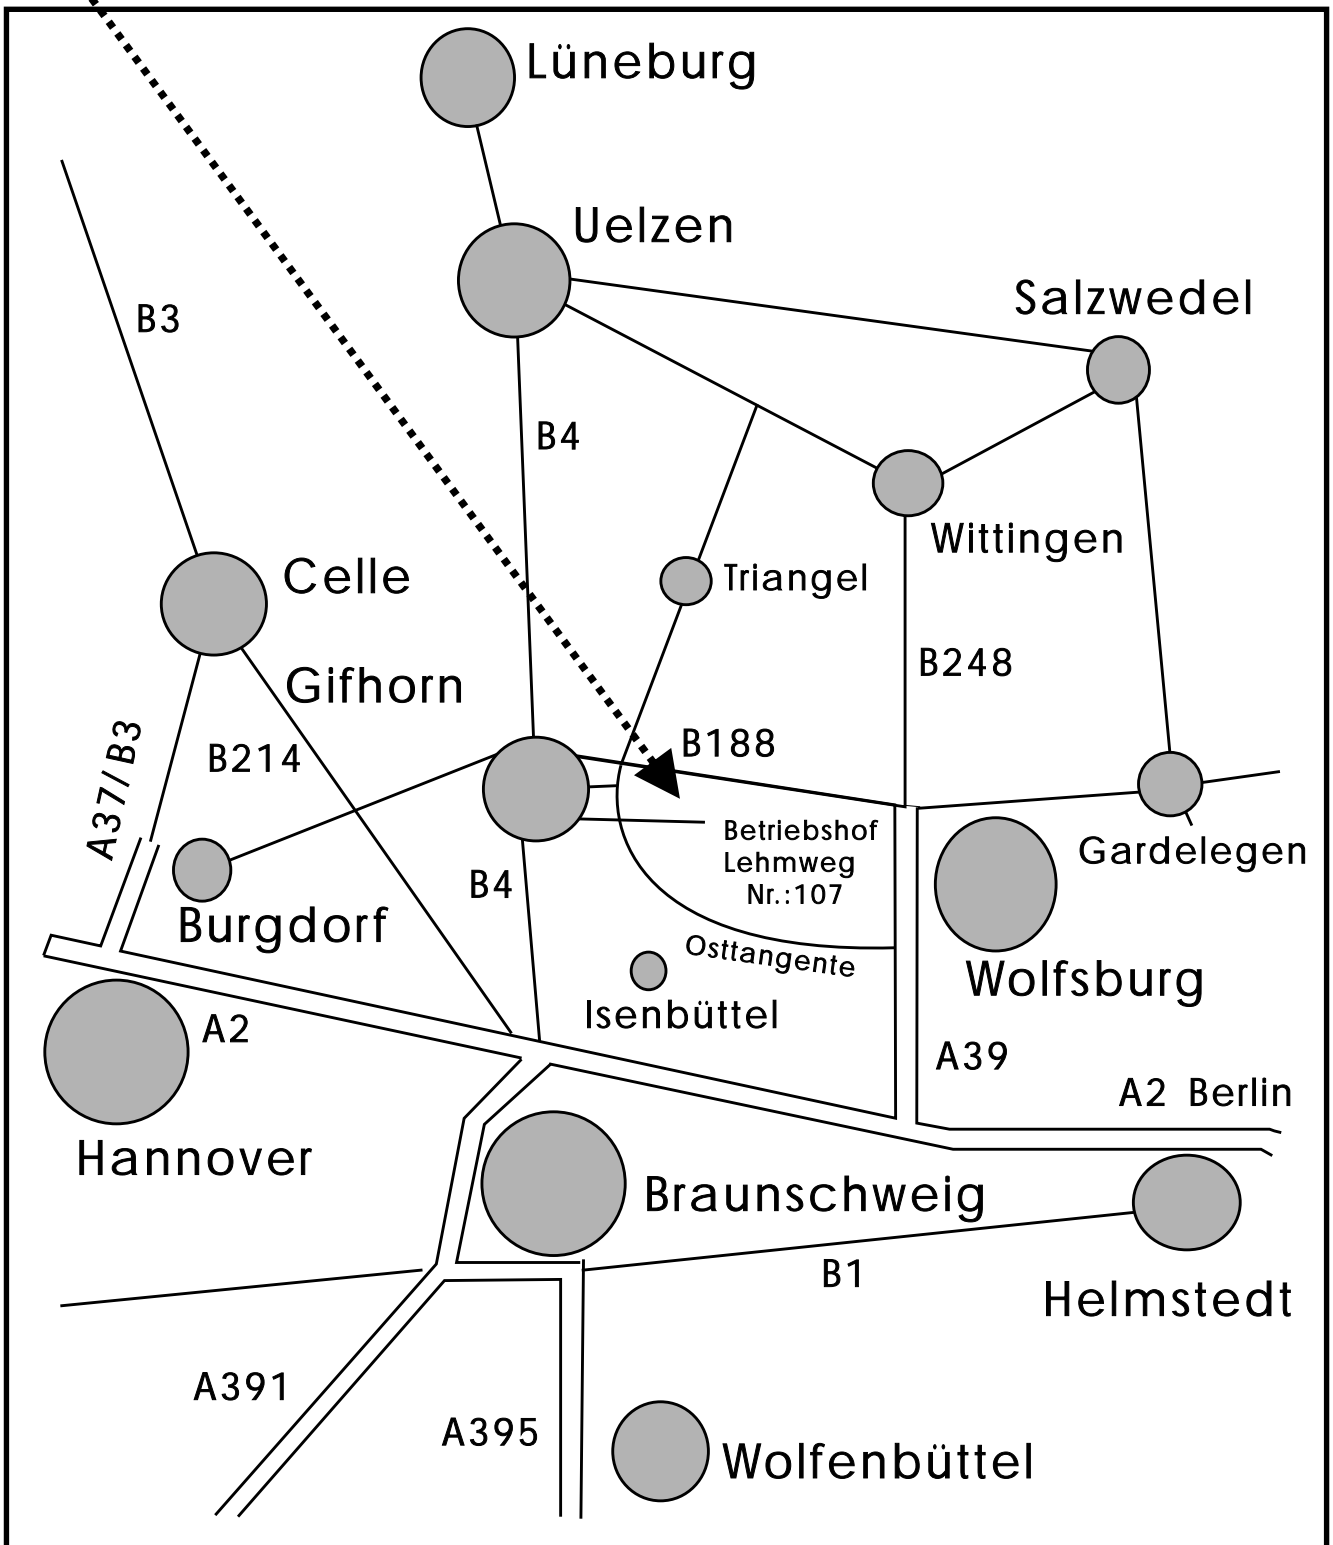 Lüneburg
Uelzen
Salzwedel
B3
B4
Wittingen
Celle
Triangel
B248
Gifhorn
A37/B3
B214
B188
Betriebshof
Lehmweg
Nr.:107
Gardelegen
B4
Burgdorf
Osttangente
Wolfsburg
Isenbüttel
A2
A39
A2 Berlin
Hannover
Braunschweig
B1
Helmstedt
A391
A395
Wolfenbüttel